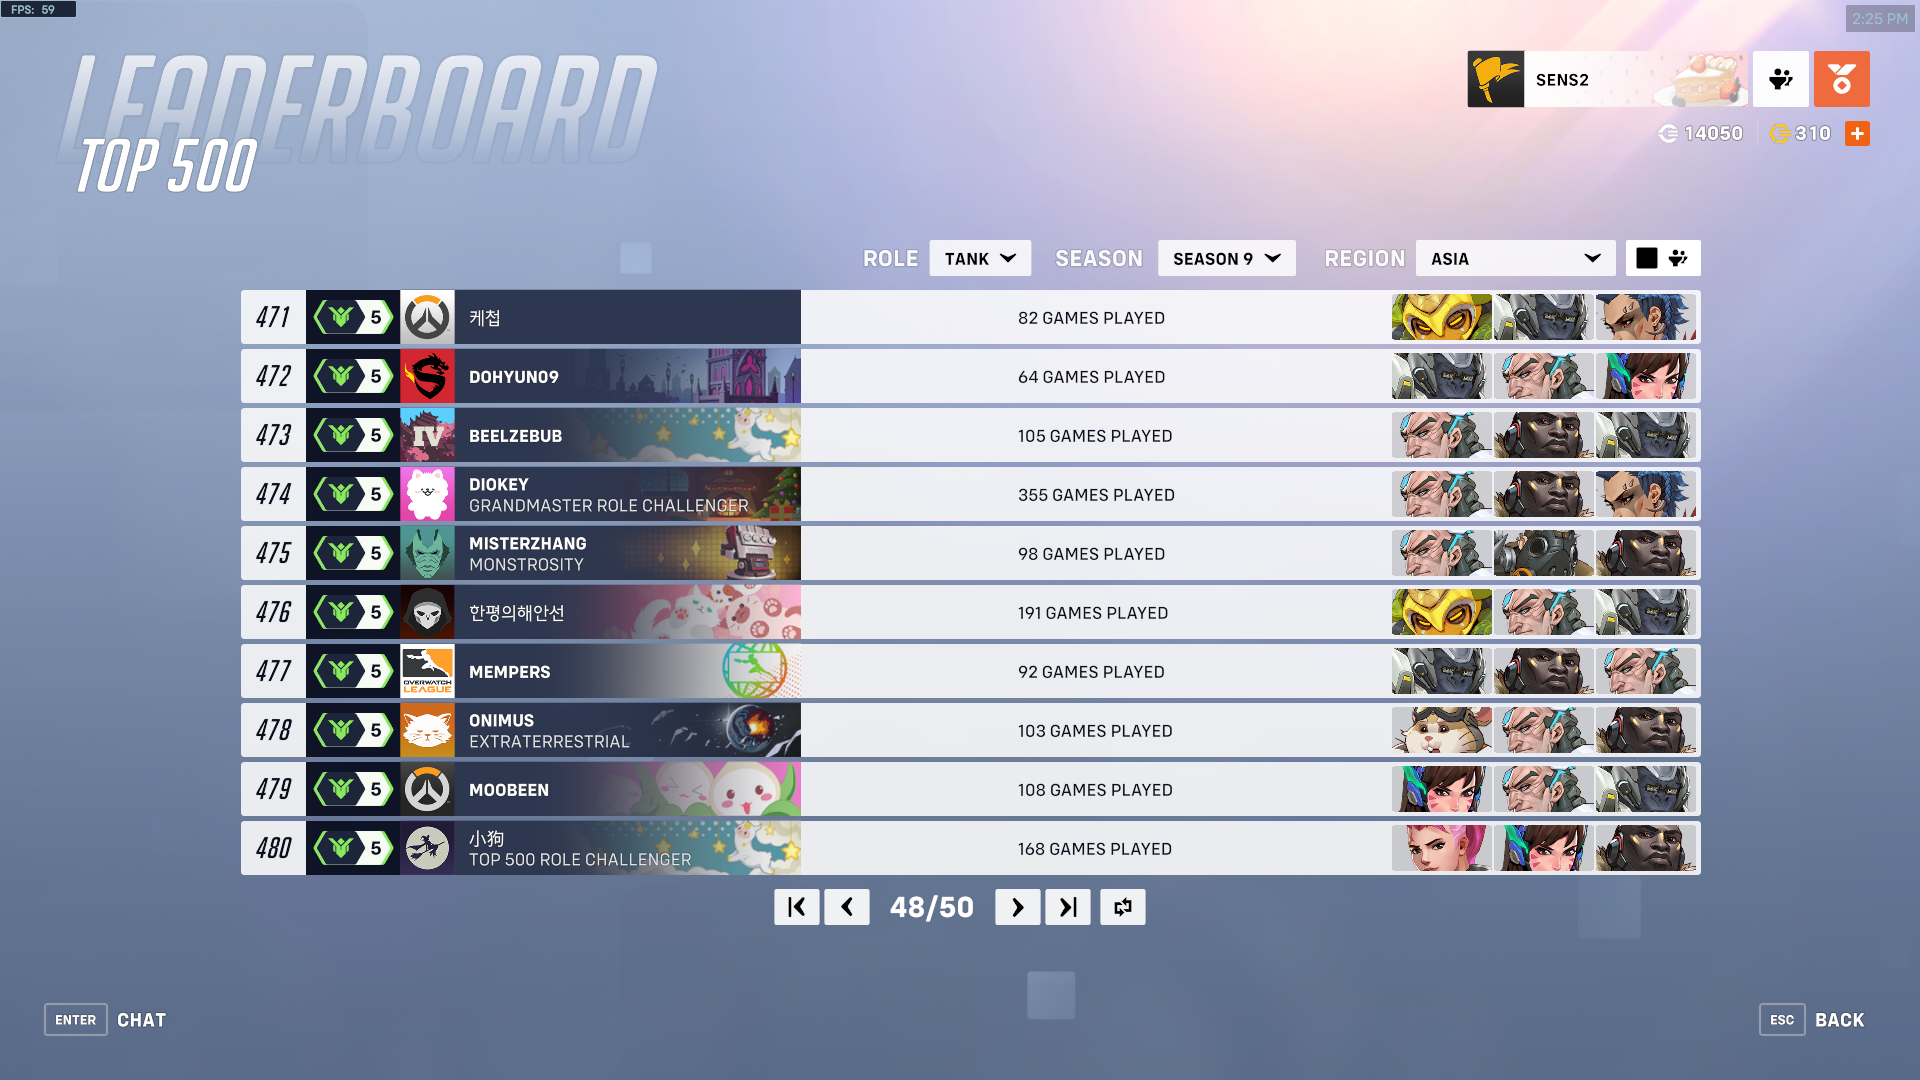 FPS: 59
2:25 PM
LEADERBOARD
TOP 500
SENS2
14050
310
ROLE TANK SEASON SEASON 9 REGION ASIA
471 5 케첩 82 GAMES PLAYED
472 5 DOHYUN09 64 GAMES PLAYED
473 5 IV BEELZEBUB 105 GAMES PLAYED
474 5 DIOKEY 355 GAMES PLAYED
GRANDMASTER ROLE CHALLENGER
475 5 MISTERZHANG 98 GAMES PLAYED
MONSTROSITY
476 5 한평의해안선 191 GAMES PLAYED
477 5 OVERWATCH LEAGUE MEMPERS 92 GAMES PLAYED
478 5 ONIMUS 103 GAMES PLAYED
EXTRATERRESTRIAL
479 5 MOOBEEN 108 GAMES PLAYED
480 5 小狗 168 GAMES PLAYED
TOP 500 ROLE CHALLENGER
48/50
ENTER CHAT
ESC BACK